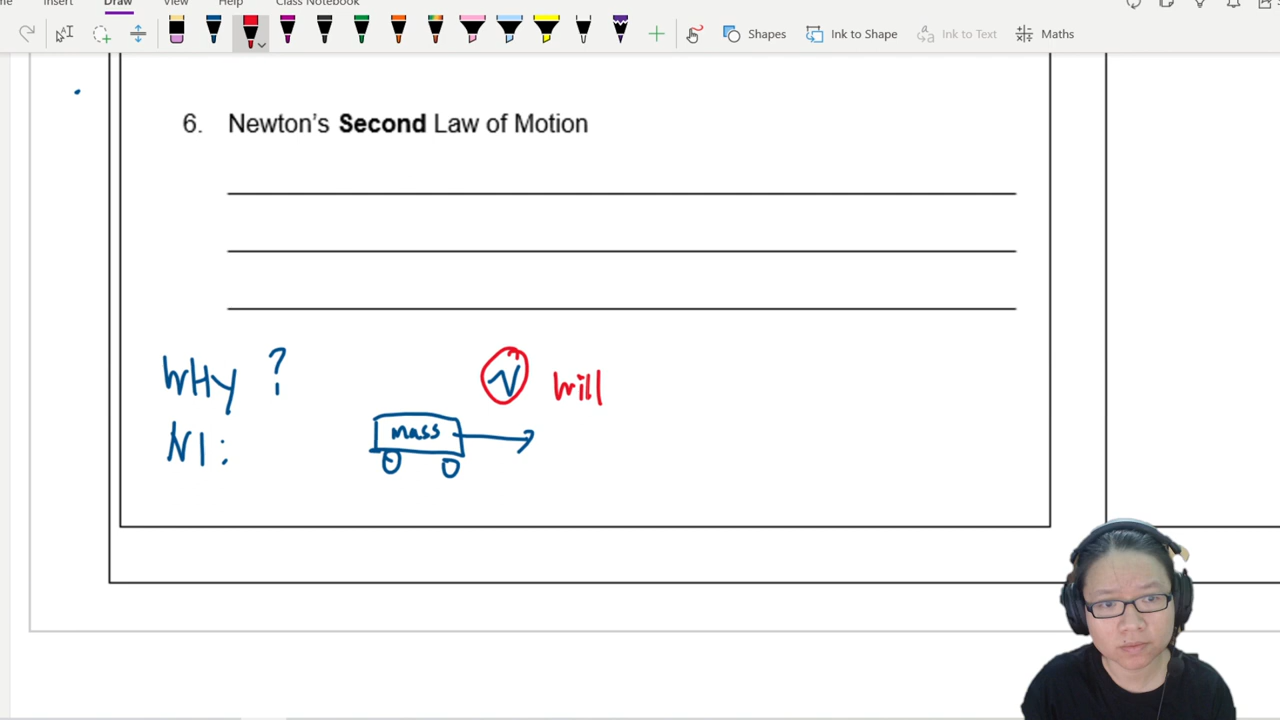 Insert Draw View Help Class Notebook
Shapes Ink to Shape Ink to Text Maths
6. Newton's Second Law of Motion
WHY ?
V will
mass
N1: